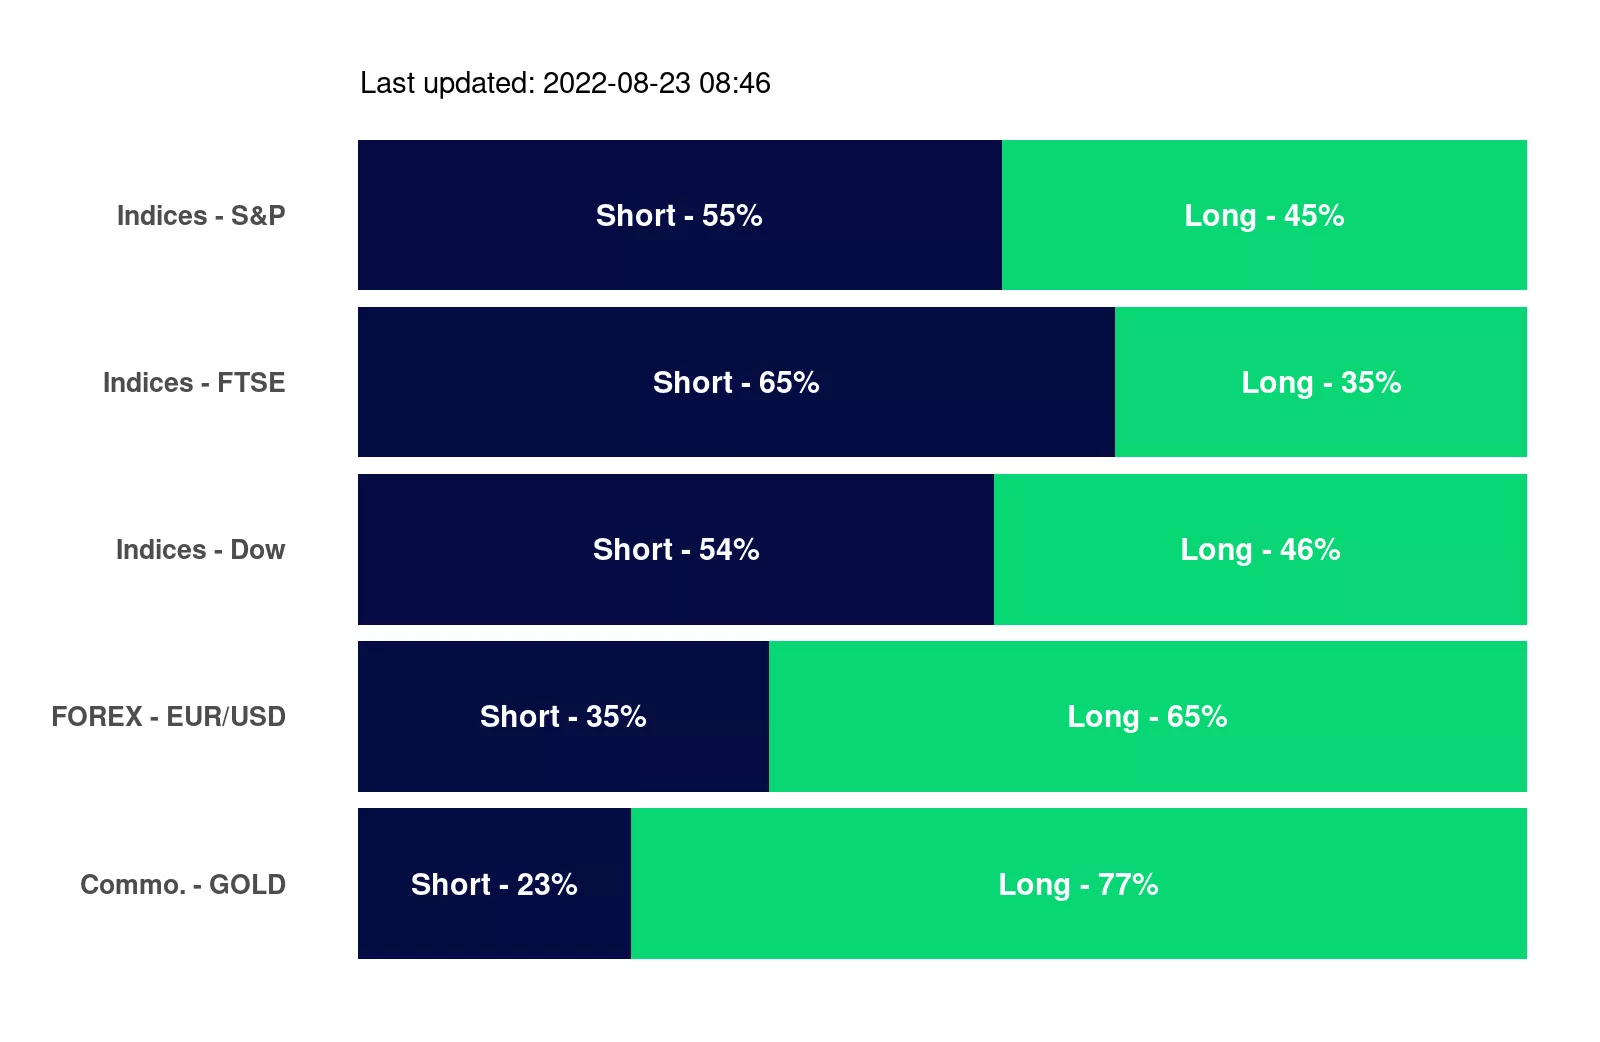 Last updated: 2022-08-23 08:46
Indices - S&P Short - 55% Long - 45%
Indices - FTSE Short - 65% Long - 35%
Indices - Dow Short - 54% Long - 46%
FOREX - EUR/USD Short - 35% Long - 65%
Commo. - GOLD Short - 23% Long - 77%